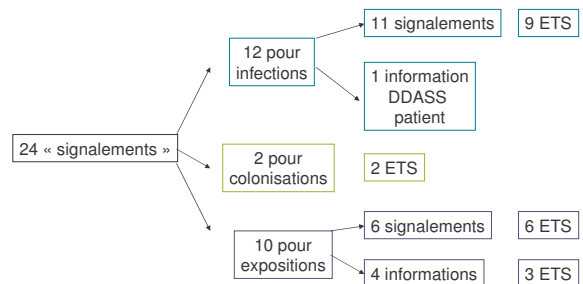 11 signalements
9 ETS
12 pour
infections
1 information
DDASS
patient
24 « signalements »
2 pour
colonisations
2 ETS
6 signalements
6 ETS
10 pour
expositions
4 informations
3 ETS